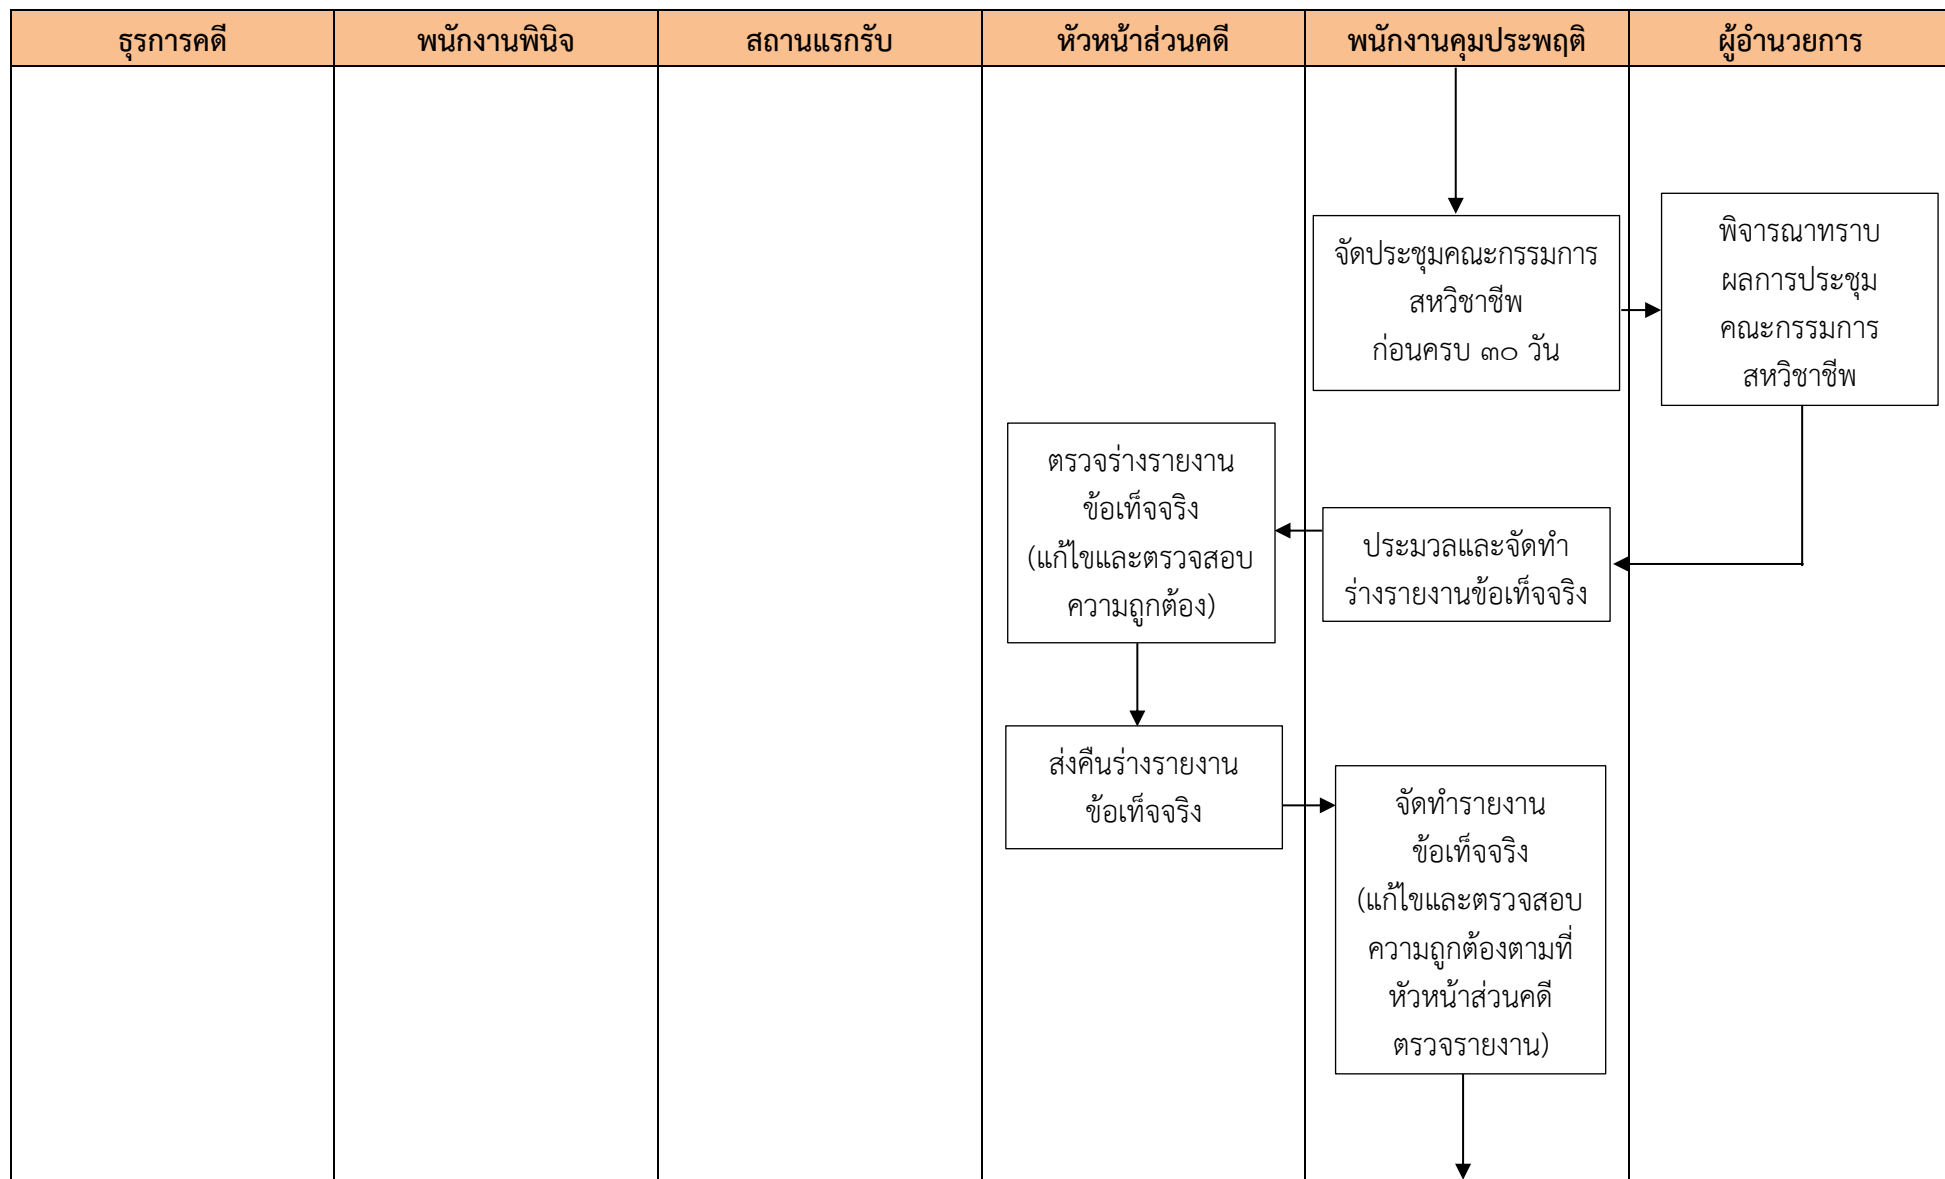 ธุรการคดี
พนักงานพินิจ
สถานแรกรับ
หัวหน้าส่วนคดี
พนักงานคุมประพฤติ
ผู้อำนวยการ
จัดประชุมคณะกรรมการ
สหวิชาชีพ
ก่อนครบ ๓๐ วัน
พิจารณาทราบ
ผลการประชุม
คณะกรรมการ
สหวิชาชีพ
ประมวลและจัดทำ
ร่างรายงานข้อเท็จจริง
ตรวจร่างรายงาน
ข้อเท็จจริง
(แก้ไขและตรวจสอบ
ความถูกต้อง)
ส่งคืนร่างรายงาน
ข้อเท็จจริง
จัดทำรายงาน
ข้อเท็จจริง
(แก้ไขและตรวจสอบ
ความถูกต้องตามที่
หัวหน้าส่วนคดี
ตรวจรายงาน)